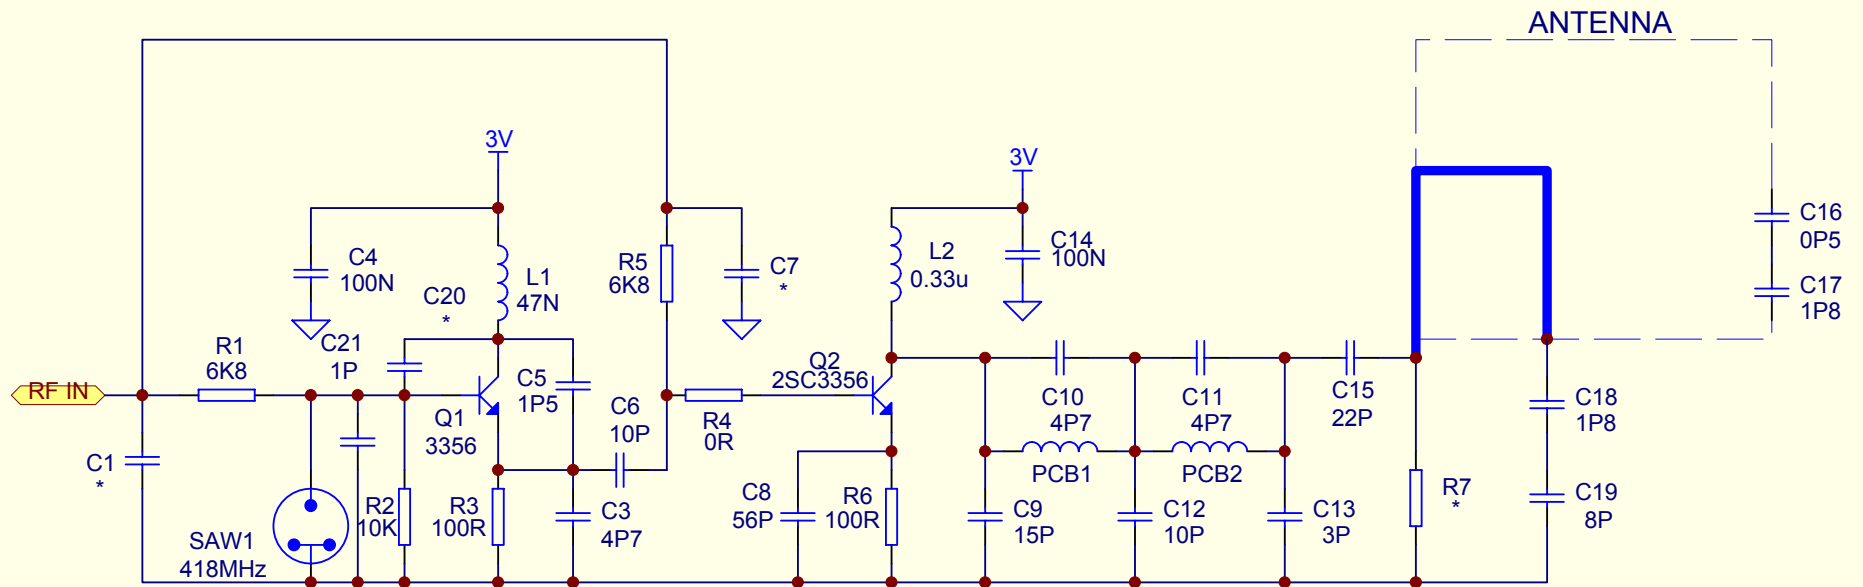 ANTENNA
3V
3V
C4
100N
L1
47N
C20
*
R5
6K8
C7
*
L2
0.33u
C14
100N
C16
0P5
C17
1P8
R1
6K8
C21
1P
RF IN
Q1
3356
C5
1P5
C6
10P
R4
0R
Q2
2SC3356
C10
4P7
C11
4P7
C15
22P
C18
1P8
C1
*
PCB1
PCB2
SAW1
418MHz
R2
10K
R3
100R
C3
4P7
C8
56P
R6
100R
C9
15P
C12
10P
C13
3P
R7
*
C19
8P